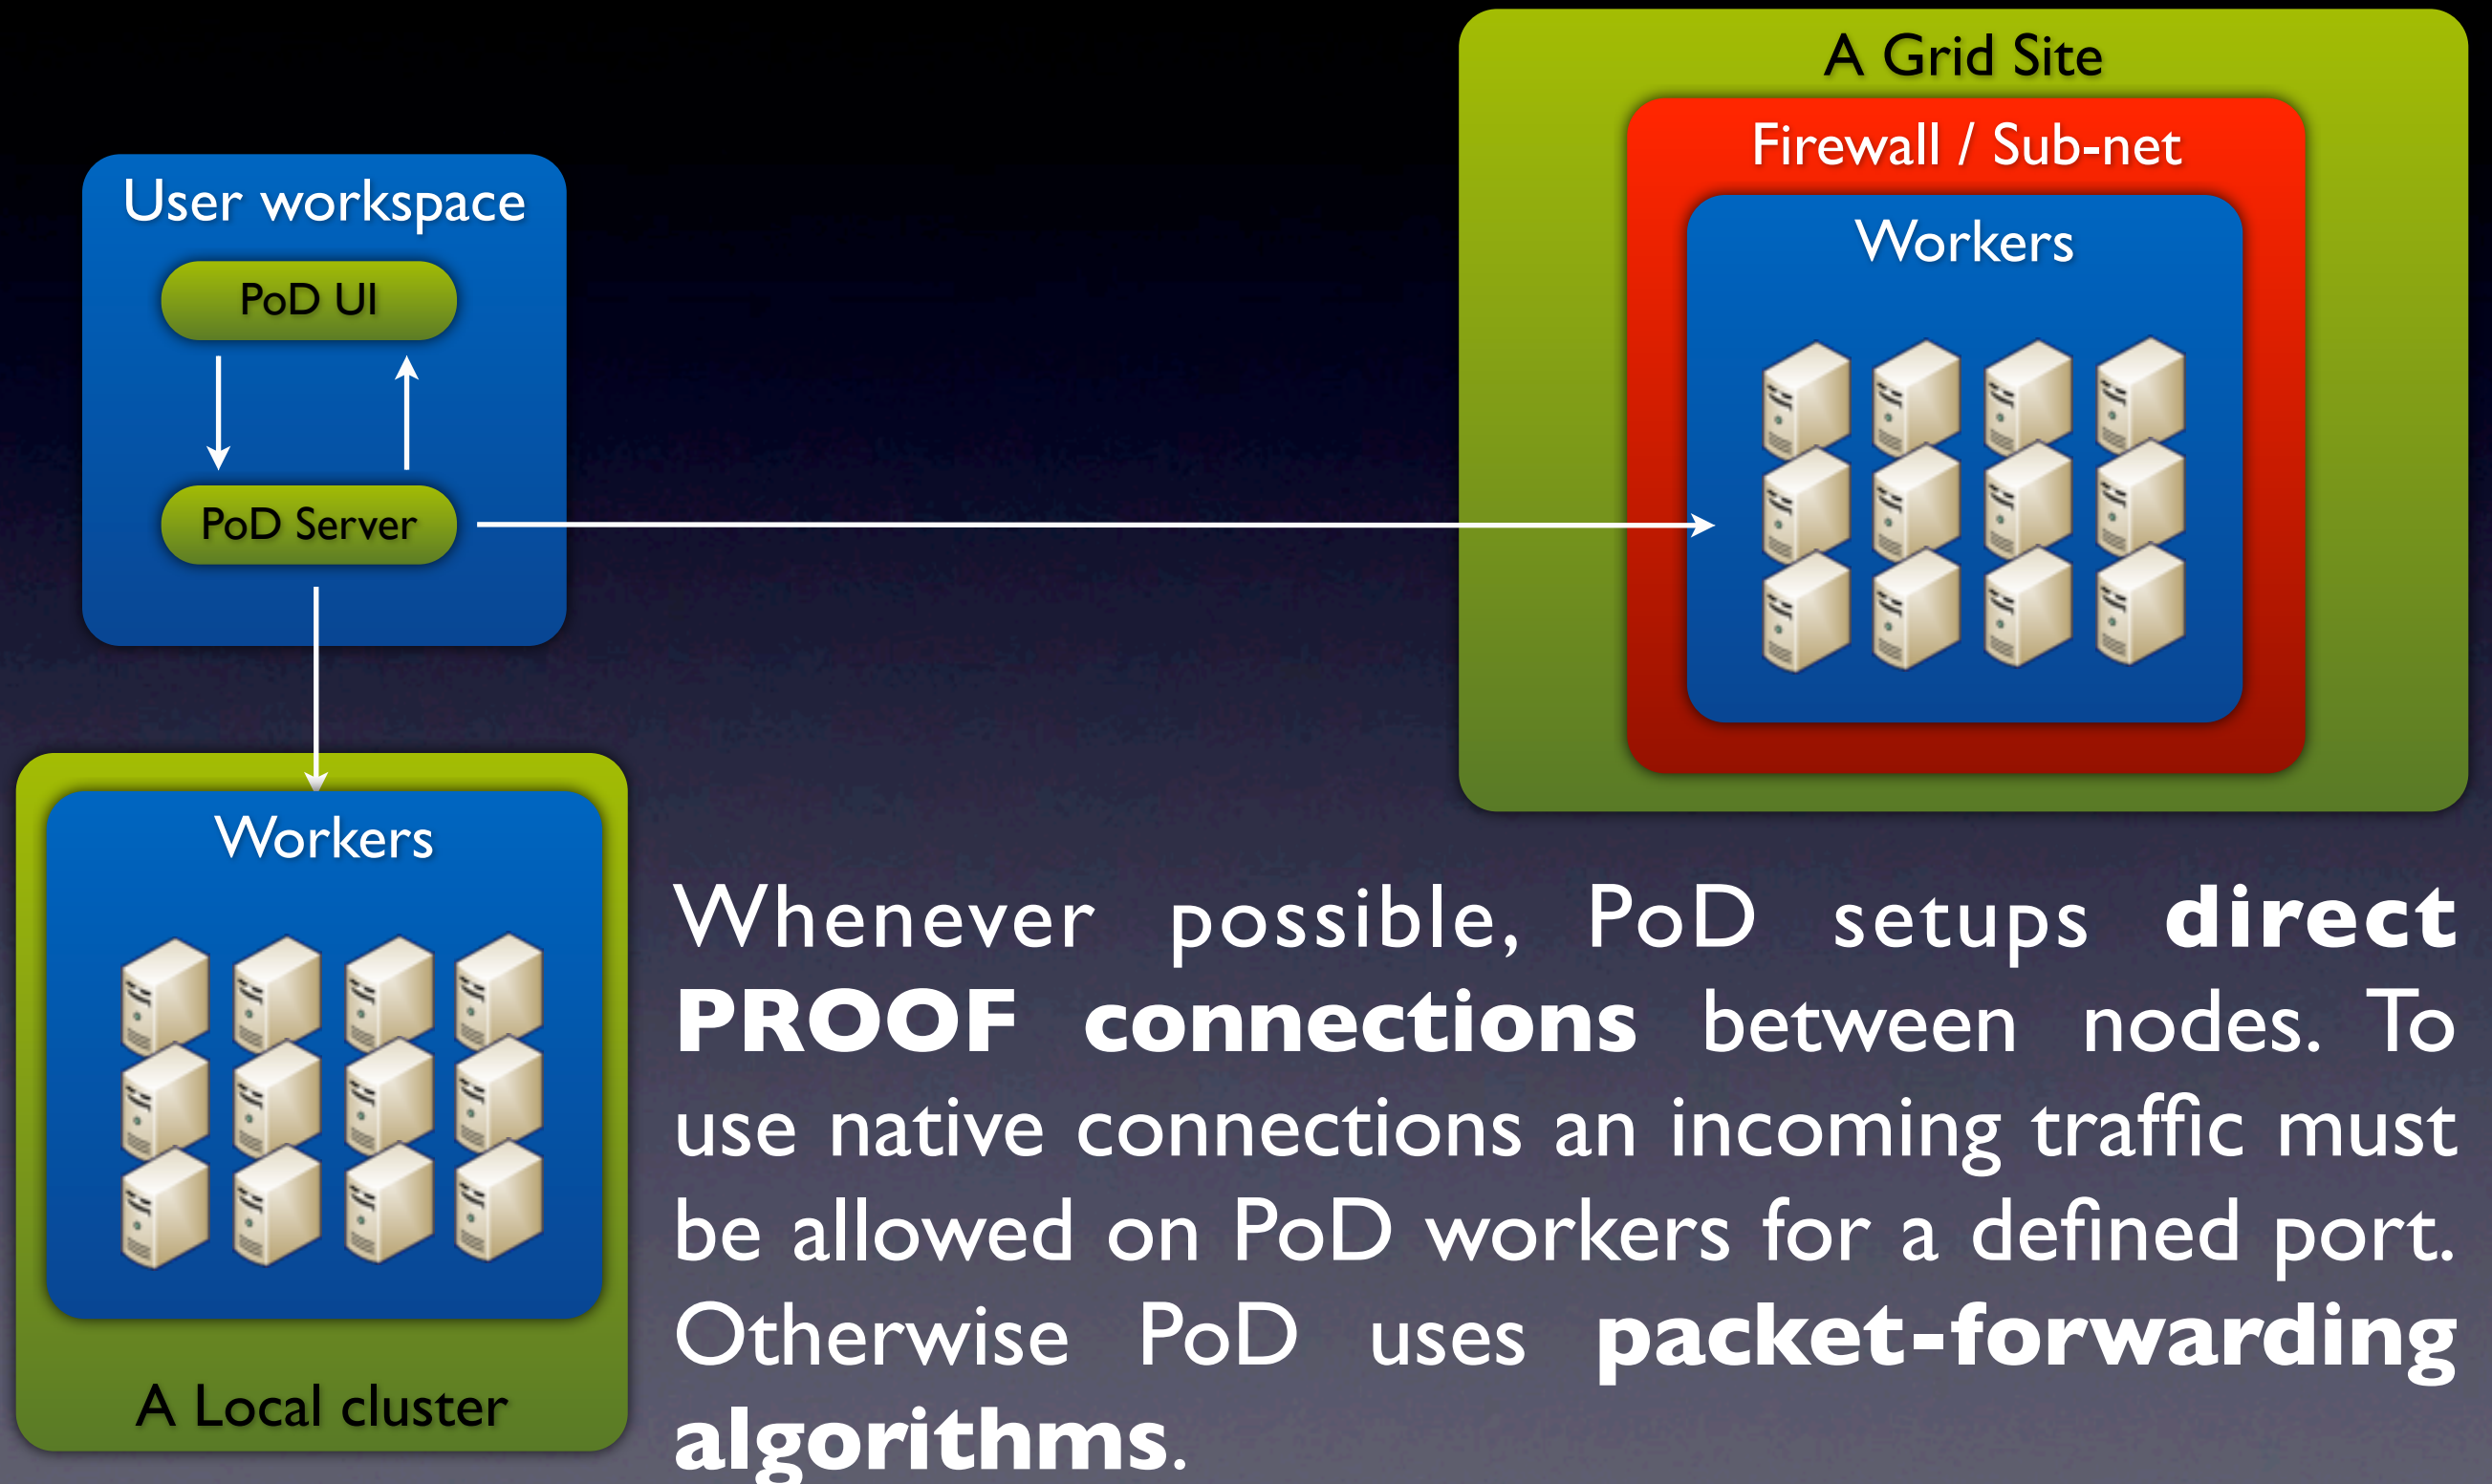 A Grid Site
Firewall / Sub-net
Workers
User workspace
PoD UI
PoD Server
Workers
A Local cluster
Whenever possible, PoD setups direct
PROOF connections between nodes. To
use native connections an incoming traffic must
be allowed on PoD workers for a defined port.
Otherwise PoD uses packet-forwarding
algorithms.